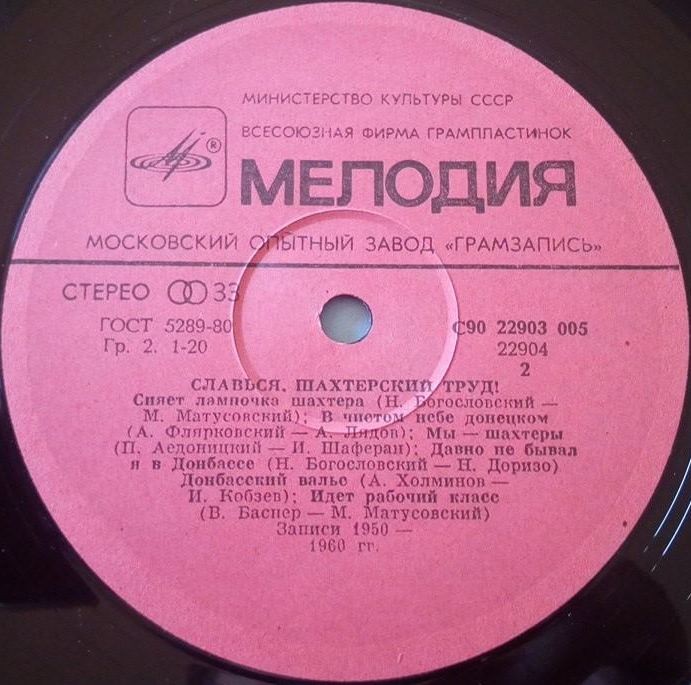 МИНИСТЕРСТВО КУЛЬТУРЫ СССР
ВСЕСОЮЗНАЯ ФИРМА ГРАМПЛАСТИНОК
®
МЕЛОДИЯ
МОСКОВСКИЙ ОПЫТНЫЙ ЗАВОД «ГРАМЗАПИСЬ»
СТЕРЕО 33
ГОСТ 5289-80 С90 22903 005
Гр. 2. 1-20 22904
2
СЛАВЬСЯ, ШАХТЕРСКИЙ ТРУД!
Сияет лампочка шахтера (Н. Богословский —
М. Матусовский); В чистом небе донецком
(А. Флярковский — А. Лядов); Мы — шахтеры
(П. Аедоницкий — И. Шаферан); Давно не бывал
я в Донбассе (Н. Богословский — Н. Доризо)
Донбасский вальс (А. Холминов —
И. Кобзев); Идет рабочий класс
(В. Баснер — М. Матусовский)
Записи 1950 —
1960 гг.